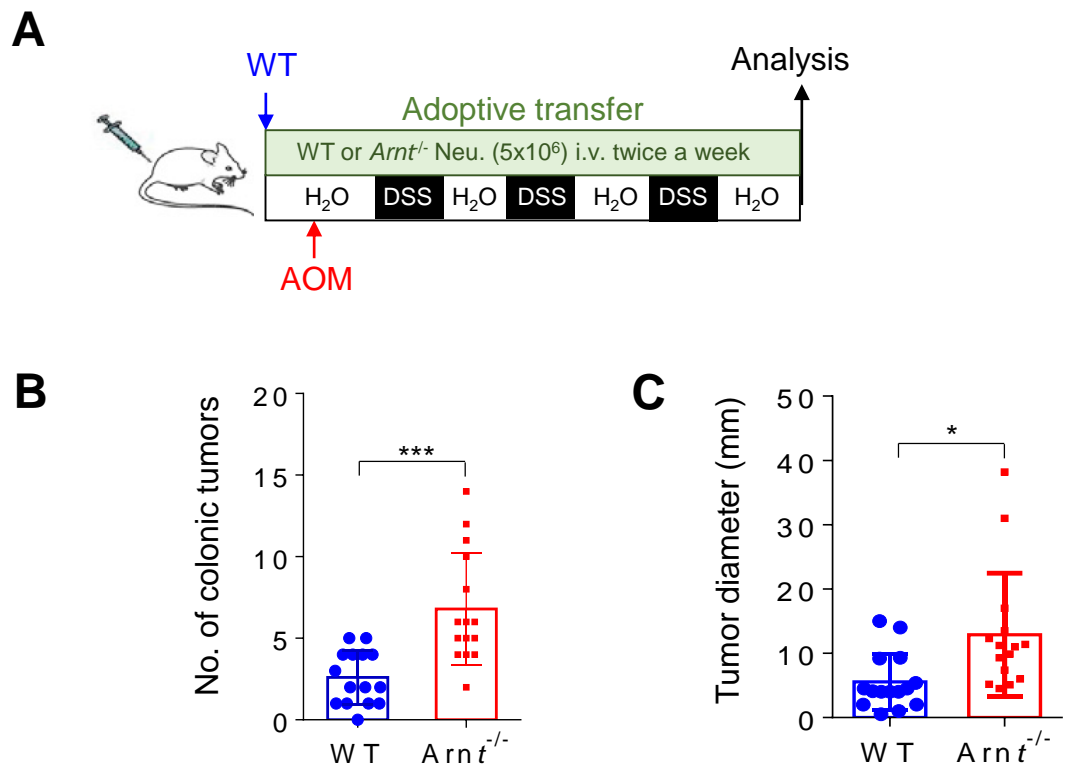 A
WT
Analysis
Adoptive transfer
WT or Arnt-/- Neu. (5x10⁶) i.v. twice a week
H₂O DSS H₂O DSS H₂O DSS H₂O
AOM
B
No. of colonic tumors
20
15
10
5
0
***
WT Arnt-/-
C
Tumor diameter (mm)
50
40
30
20
10
0
*
WT Arnt-/-